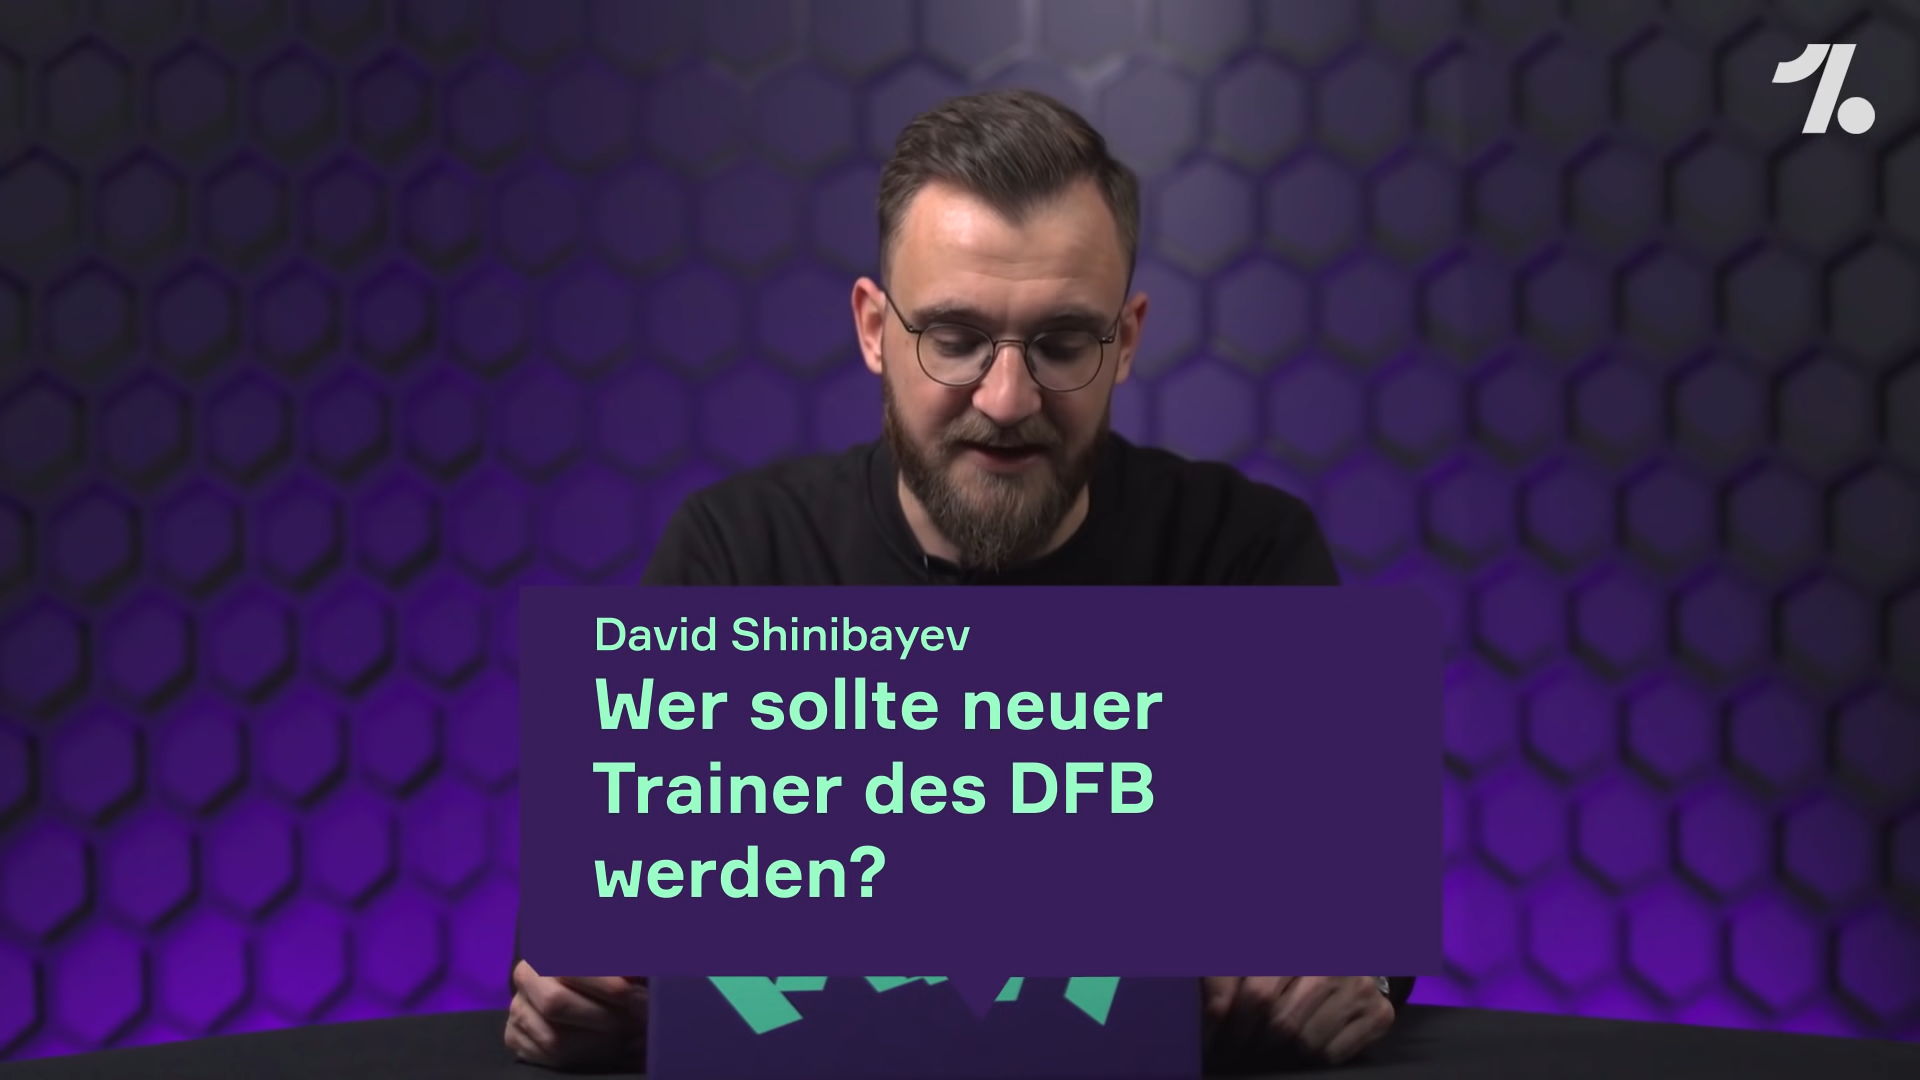 David Shinibayev
Wer sollte neuer
Trainer des DFB
werden?